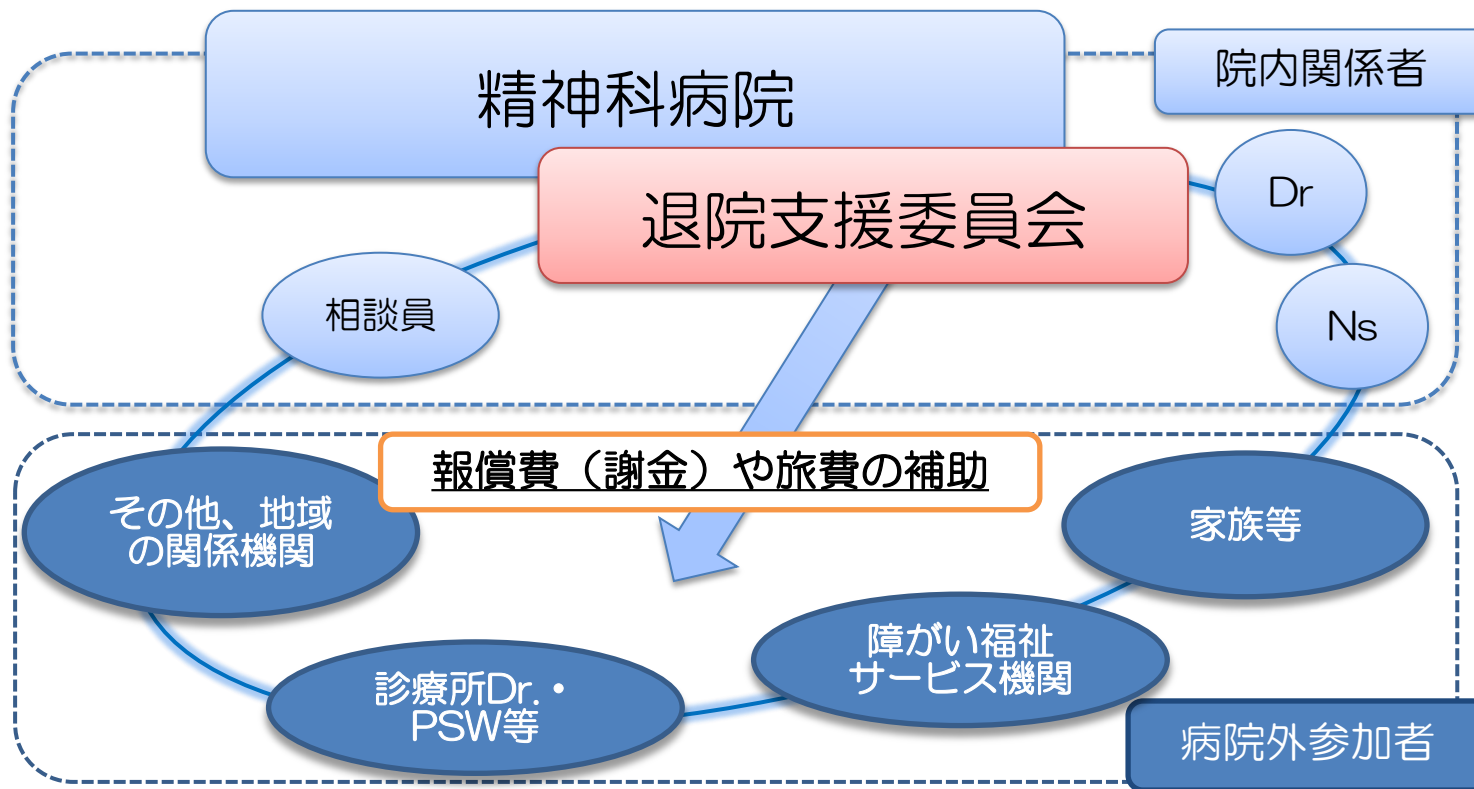 精神科病院
院内関係者
退院支援委員会
Dr
相談員
Ns
報償費（謝金）や旅費の補助
その他、地域
の関係機関
家族等
障がい福祉
サービス機関
診療所Dr.・
PSW等
病院外参加者